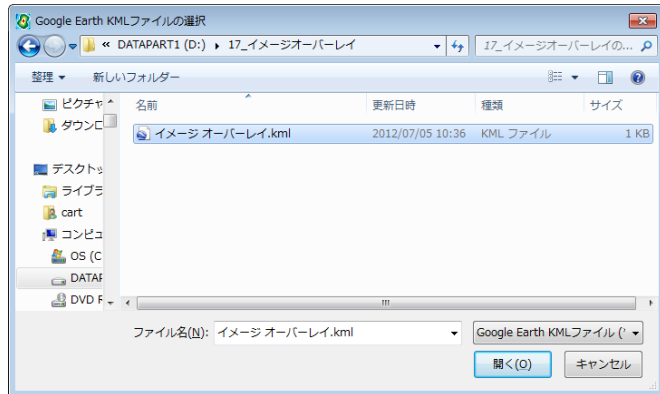 Google Earth KMLファイルの選択
« DATAPART1 (D:) ▸ 17_イメージオーバーレイ
17_イメージオーバーレイの...
整理 ▼ 新しいフォルダー
名前 更新日時 種類 サイズ
イメージ オーバーレイ.kml 2012/07/05 10:36 KML ファイル 1 KB
ピクチャ
ダウンロ
デスクトッ
ライブラ
cart
コンピュ
OS (C
DATAP
DVD F
ファイル名(N): イメージ オーバーレイ.kml
Google Earth KMLファイル (*
開く(O) キャンセル